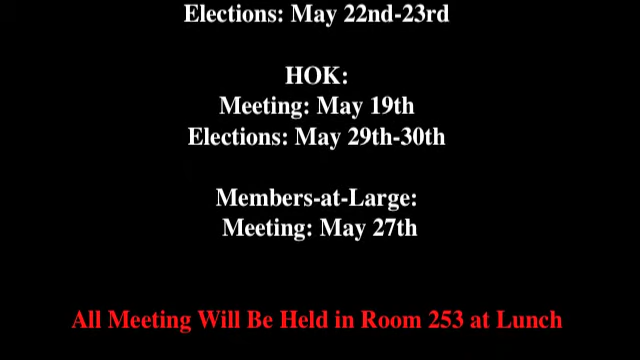 Elections: May 22nd-23rd
HOK:
Meeting: May 19th
Elections: May 29th-30th
Members-at-Large:
Meeting: May 27th
All Meeting Will Be Held in Room 253 at Lunch